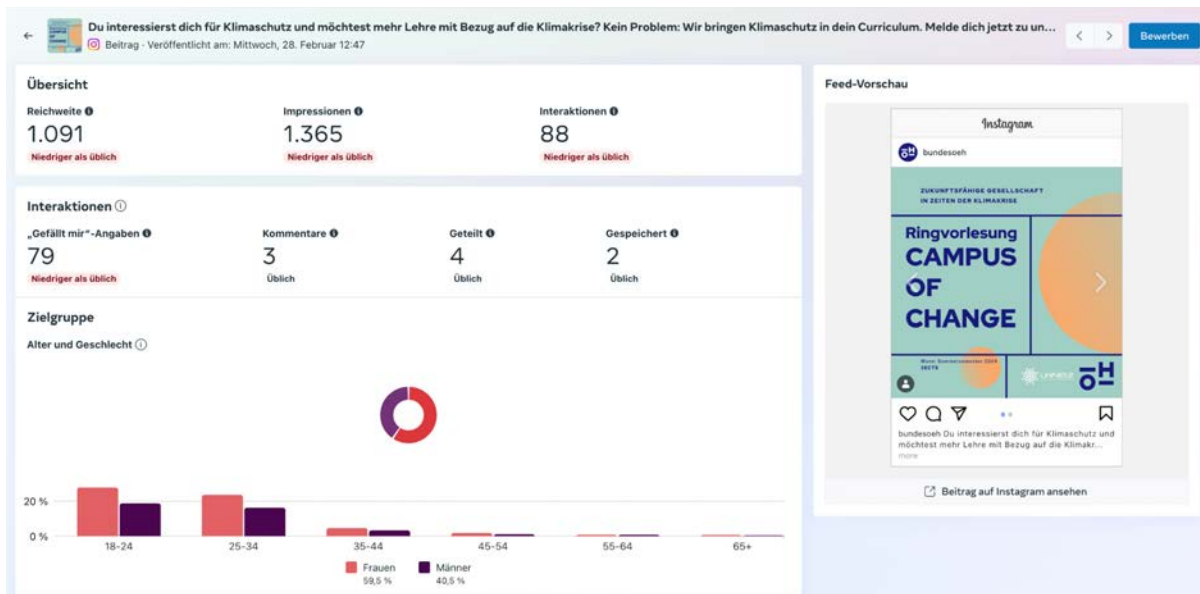 Du interessierst dich für Klimaschutz und möchtest mehr Lehre mit Bezug auf die Klimakrise? Kein Problem: Wir bringen Klimaschutz in dein Curriculum. Melde dich jetzt zu un...
Beitrag · Veröffentlicht am: Mittwoch, 28. Februar 12:47
Bewerben
Übersicht
Reichweite
Impressionen
Interaktionen
1.091
1.365
88
Niedriger als üblich
Niedriger als üblich
Niedriger als üblich
Interaktionen
„Gefällt mir“-Angaben
Kommentare
Geteilt
Gespeichert
79
3
4
2
Niedriger als üblich
Üblich
Üblich
Üblich
Zielgruppe
Alter und Geschlecht
20 %
0 %
18-24
25-34
35-44
45-54
55-64
65+
Frauen
59,5 %
Männer
40,5 %
Feed-Vorschau
Instagram
bundesoeh
ZUKUNFTSFÄHIGE GESELLSCHAFT
IN ZEITEN DER KLIMAKRISE
Ringvorlesung
CAMPUS
OF
CHANGE
ÖH
bundesoeh Du interessierst dich für Klimaschutz und
möchtest mehr Lehre mit Bezug auf die Klimakr...
more
Beitrag auf Instagram ansehen